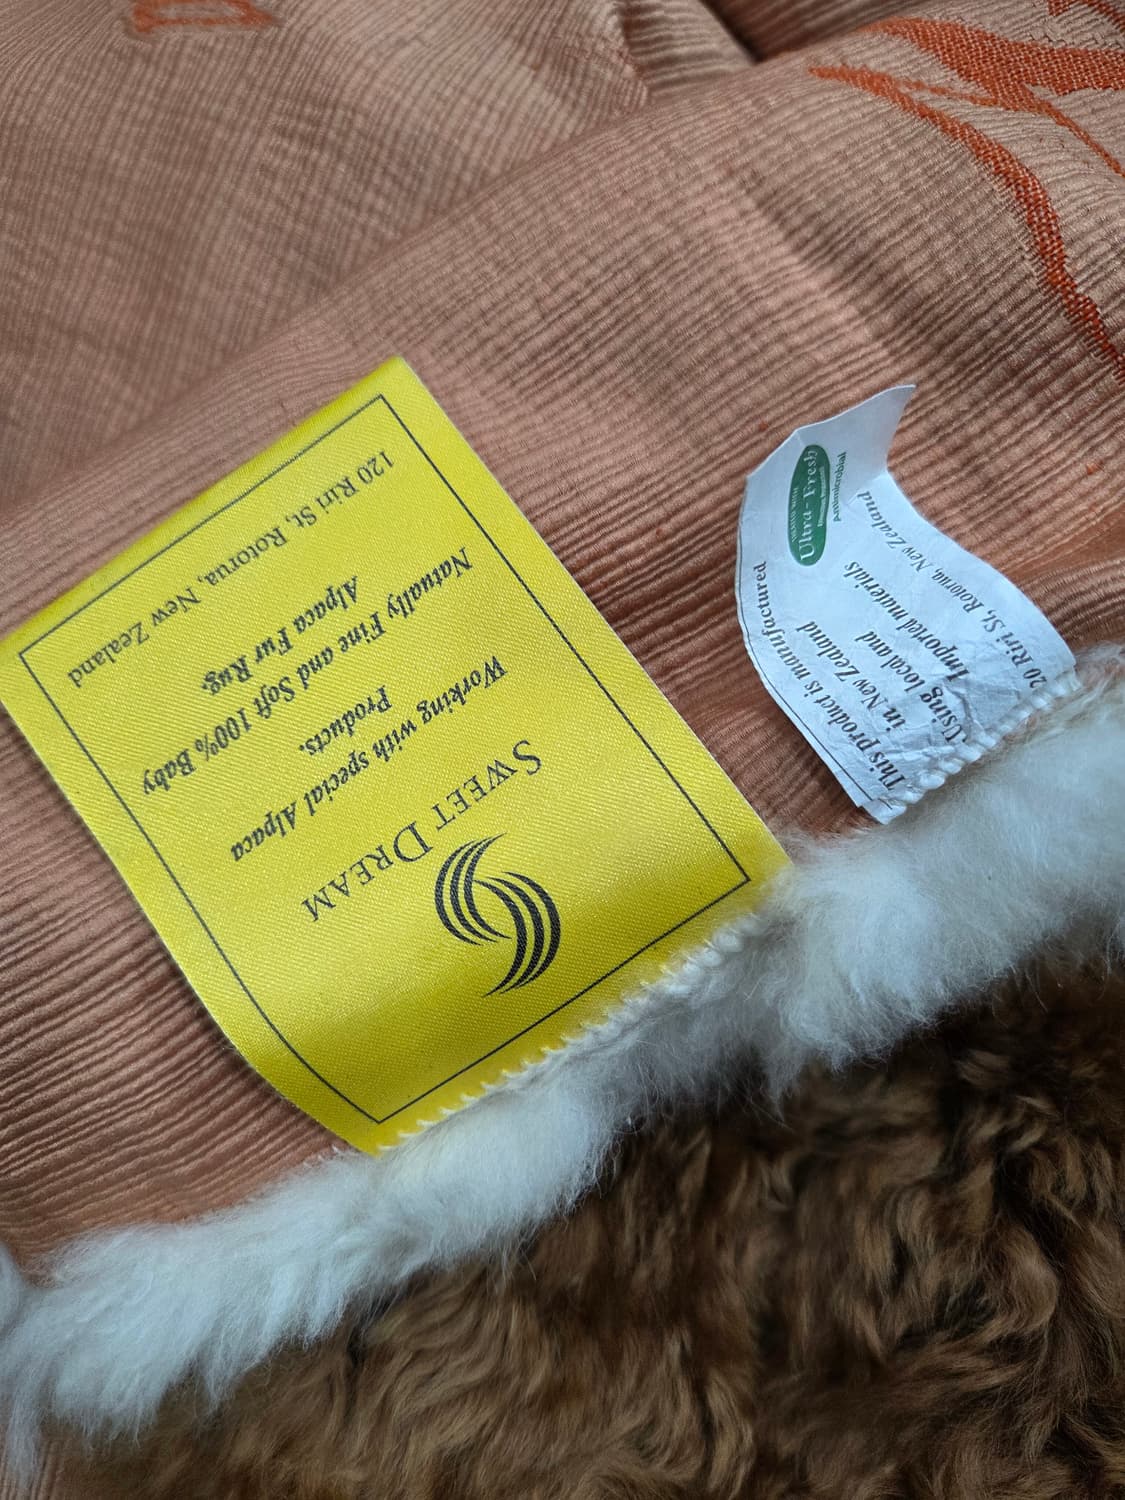 SWEET DREAM
Working with special Alpaca
Products.
Natually Fine and Soft 100% Baby
Alpaca Fur Rug.
120 Riri St, Rotorua, New Zealand
This product is manufactured
in New Zealand
Using local and
Imported materials
20 Riri St, Rotorua, New Zealand
TREATED WITH
Ultra-Fresh
Antimicrobial